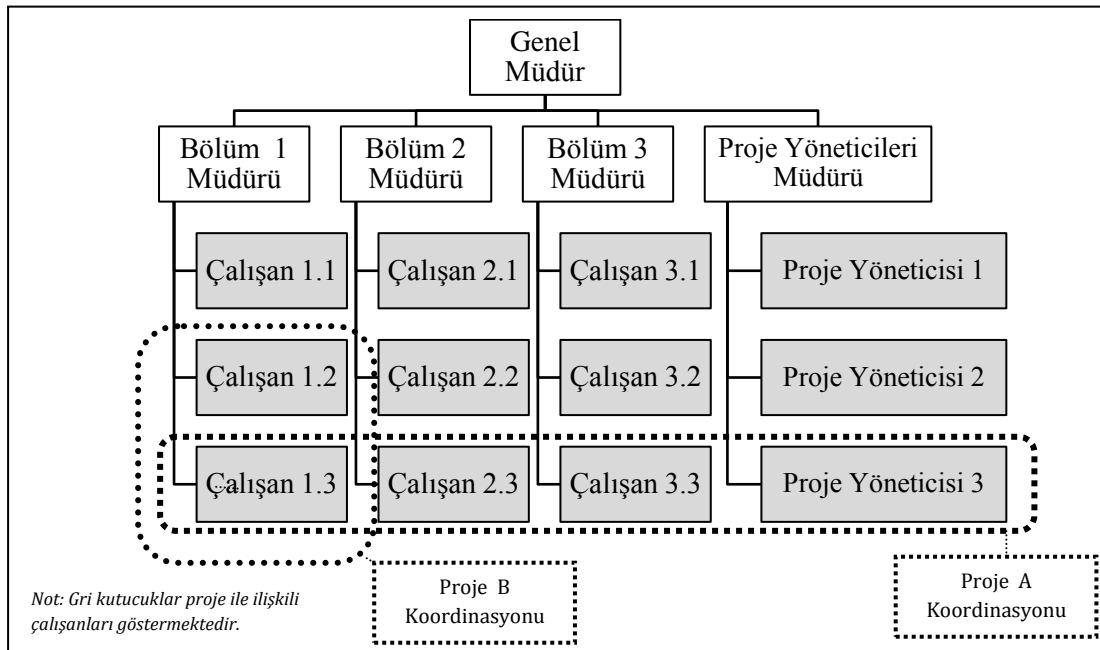 Genel
Müdür
Bölüm 1
Müdürü
Bölüm 2
Müdürü
Bölüm 3
Müdürü
Proje Yöneticileri
Müdürü
Çalışan 1.1
Çalışan 2.1
Çalışan 3.1
Proje Yöneticisi 1
Çalışan 1.2
Çalışan 2.2
Çalışan 3.2
Proje Yöneticisi 2
Çalışan 1.3
Çalışan 2.3
Çalışan 3.3
Proje Yöneticisi 3
Proje B
Koordinasyonu
Proje A
Koordinasyonu
Not: Gri kutucuklar proje ile ilişkili
çalışanları göstermektedir.